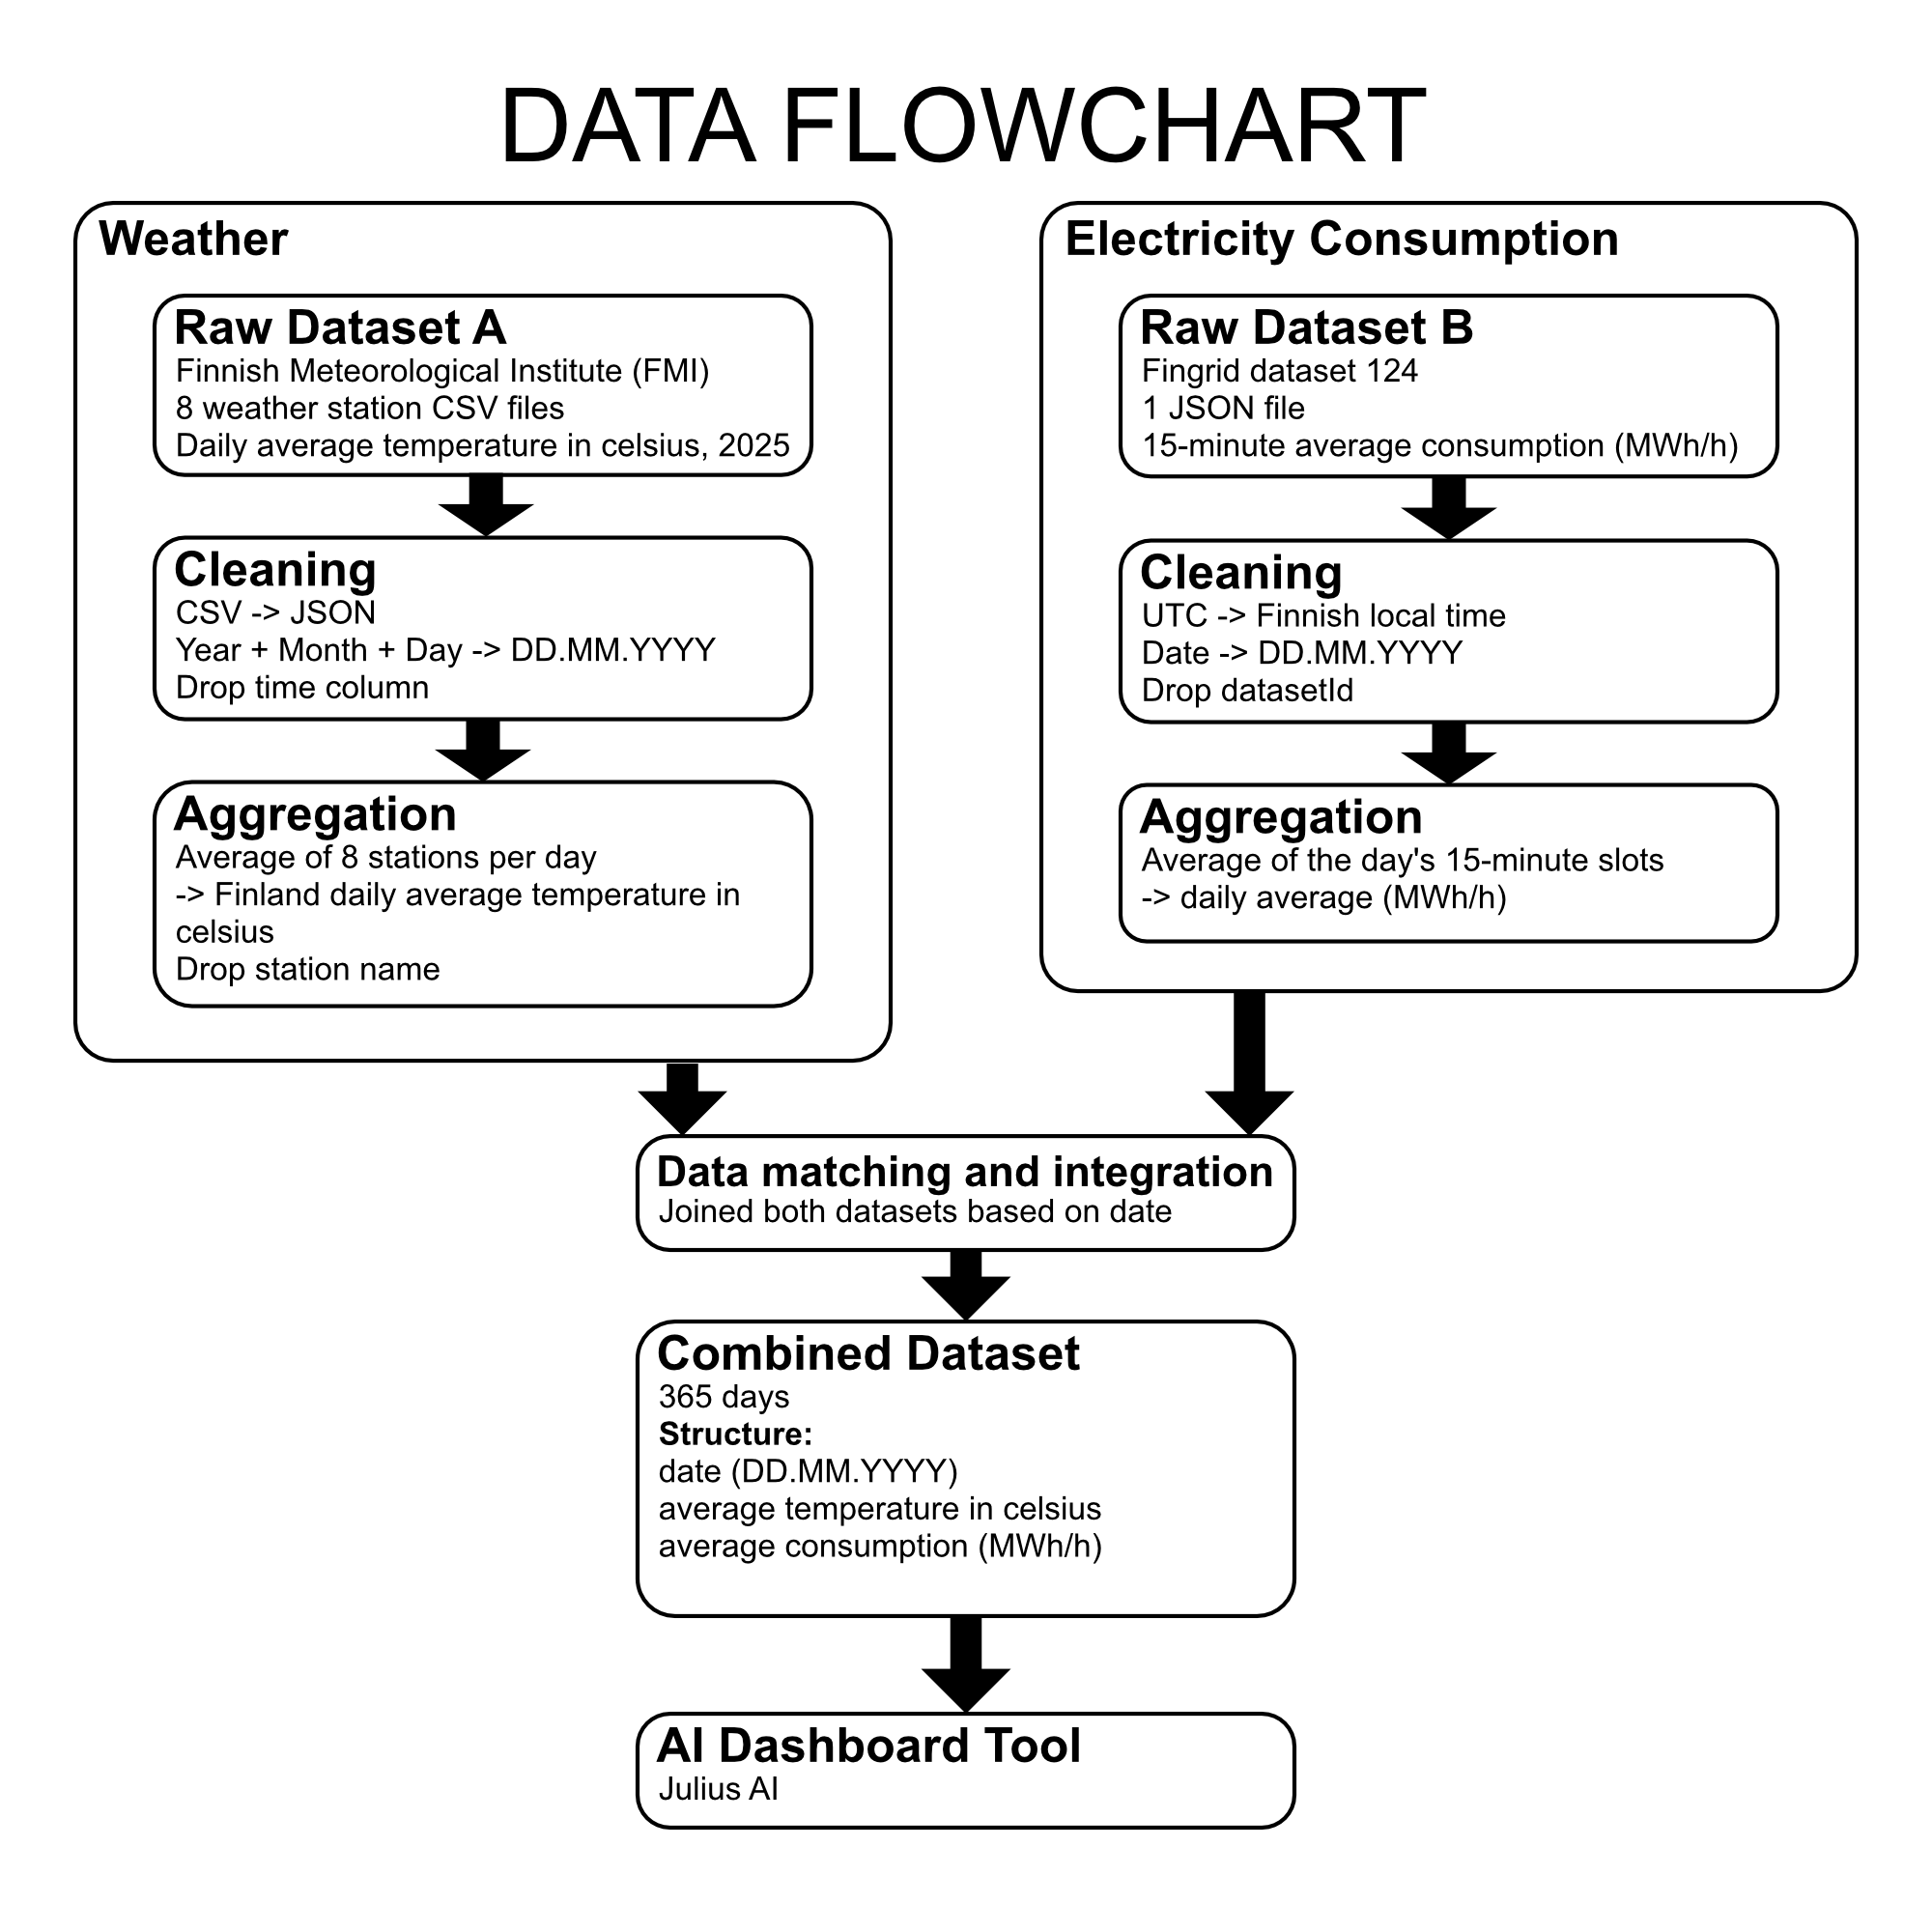 DATA FLOWCHART
Weather
Raw Dataset A
Finnish Meteorological Institute (FMI)
8 weather station CSV files
Daily average temperature in celsius, 2025
Cleaning
CSV -> JSON
Year + Month + Day -> DD.MM.YYYY
Drop time column
Aggregation
Average of 8 stations per day
-> Finland daily average temperature in
celsius
Drop station name
Electricity Consumption
Raw Dataset B
Fingrid dataset 124
1 JSON file
15-minute average consumption (MWh/h)
Cleaning
UTC -> Finnish local time
Date -> DD.MM.YYYY
Drop datasetId
Aggregation
Average of the day's 15-minute slots
-> daily average (MWh/h)
Data matching and integration
Joined both datasets based on date
Combined Dataset
365 days
Structure:
date (DD.MM.YYYY)
average temperature in celsius
average consumption (MWh/h)
AI Dashboard Tool
Julius AI